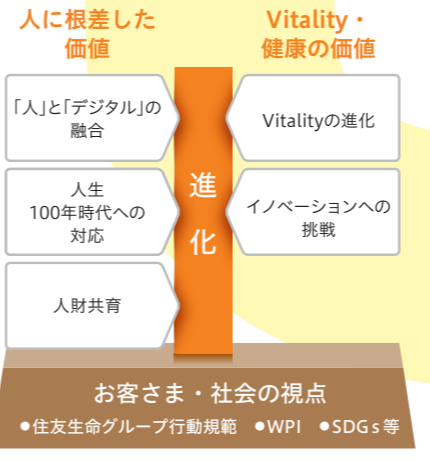 人に根差した
価値
「人」と「デジタル」の
融合
人生
100年時代への
対応
人財共育
進
化
Vitality・
健康の価値
Vitalityの進化
イノベーションへの
挑戦
お客さま・社会の視点
●住友生命グループ行動規範 ●WPI ●SDGs等